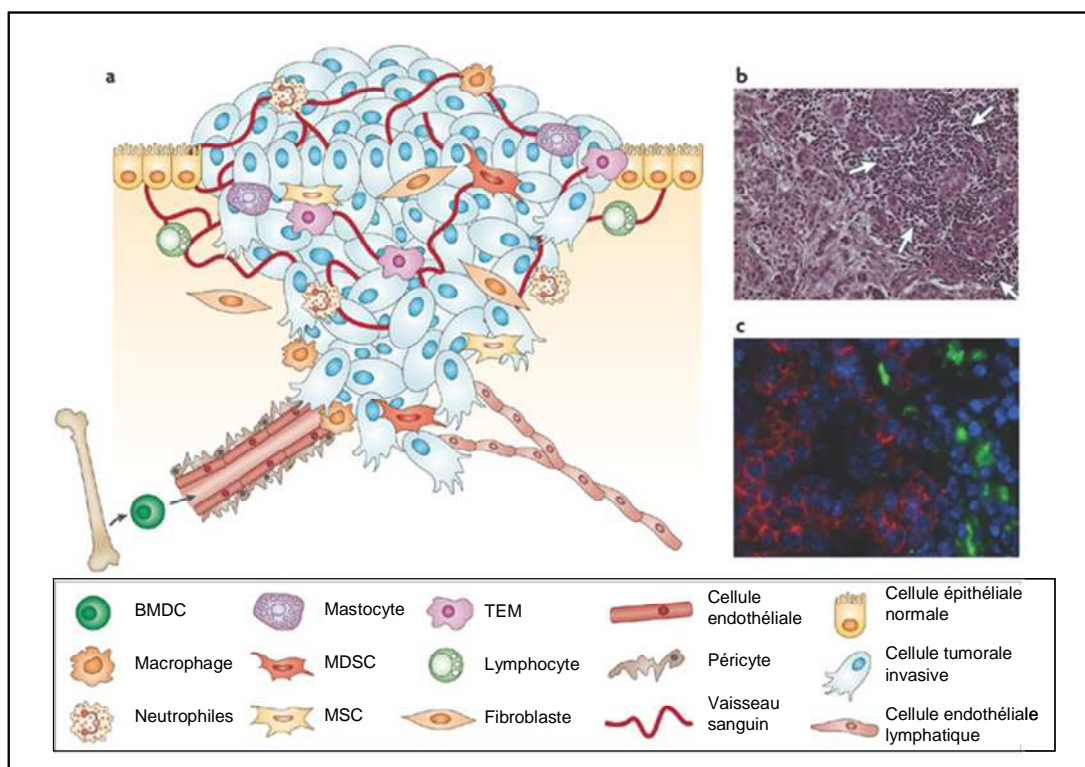 a
b
c
BMDC
Mastocyte
TEM
Cellule
endothéliale
Cellule épithéliale
normale
Macrophage
MDSC
Lymphocyte
Péricyte
Cellule tumorale
invasive
Neutrophiles
MSC
Fibroblaste
Vaisseau
sanguin
Cellule endothéliale
lymphatique